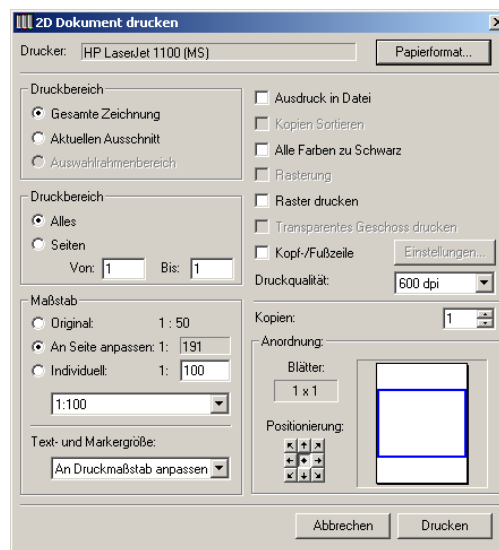 2D Dokument drucken
Drucker: HP LaserJet 1100 (MS) Papierformat...
Druckbereich
Gesamte Zeichnung
Aktuellen Ausschnitt
Auswahlrahmenbereich
Druckbereich
Alles
Seiten
Von: 1 Bis: 1
Maßstab
Original: 1 : 50
An Seite anpassen: 1: 191
Individuell: 1: 100
1:100
Text- und Markergröße:
An Druckmaßstab anpassen
Ausdruck in Datei
Kopien Sortieren
Alle Farben zu Schwarz
Rasterung
Raster drucken
Transparentes Geschoss drucken
Kopf-/Fußzeile Einstellungen...
Druckqualität: 600 dpi
Kopien: 1
Anordnung:
Blätter:
1 x 1
Positionierung:
Abbrechen Drucken